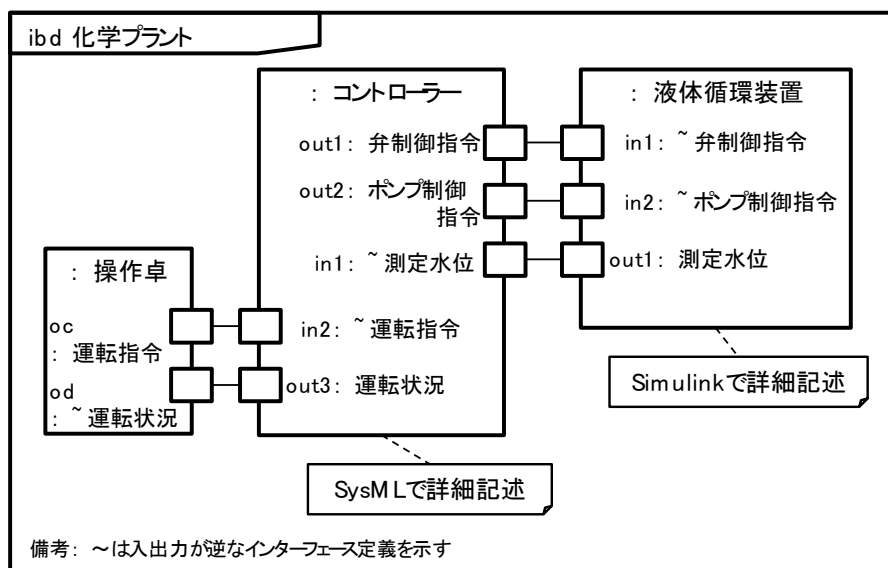 ibd 化学プラント
: コントローラー
out1: 弁制御指令
out2: ポンプ制御
指令
in1: ~測定水位
in2: ~運転指令
out3: 運転状況
: 液体循環装置
in1: ~弁制御指令
in2: ~ポンプ制御指令
out1: 測定水位
: 操作卓
oc
: 運転指令
od
: ~運転状況
Simulinkで詳細記述
SysMLで詳細記述
備考: ~は入出力が逆なインターフェース定義を示す